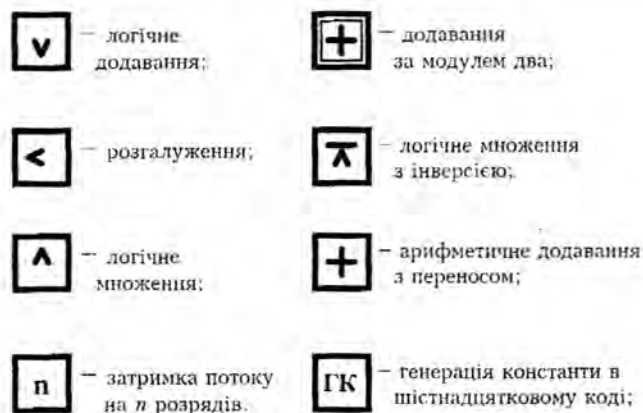 v — логічне
додавання;
+ — додавання
за модулем два;
< — розгалуження;
⊼ — логічне множення
з інверсією;
^ — логічне
множення;
+ — арифметичне додавання
з переносом;
n — затримка потоку
на n розрядів.
ГК — генерація константи в
шістнадцятковому коді;